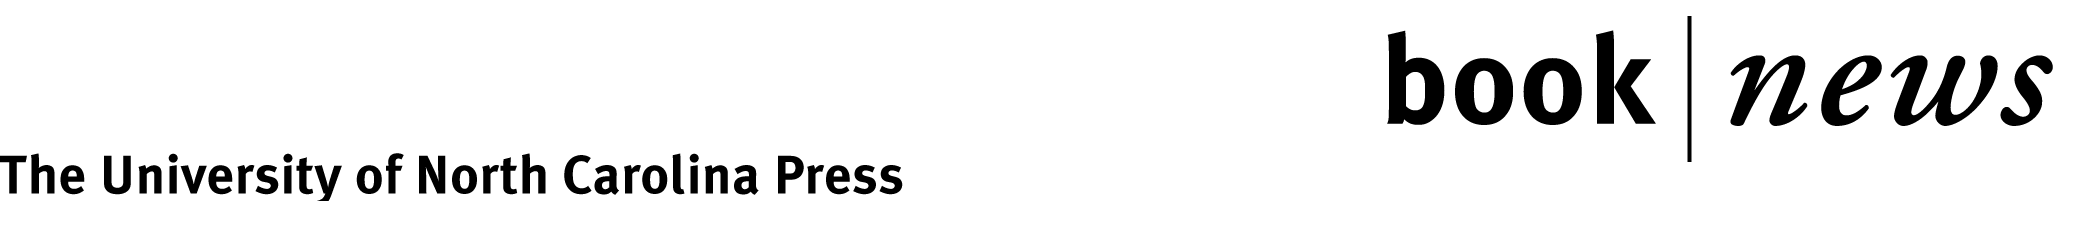 book | news
The University of North Carolina Press